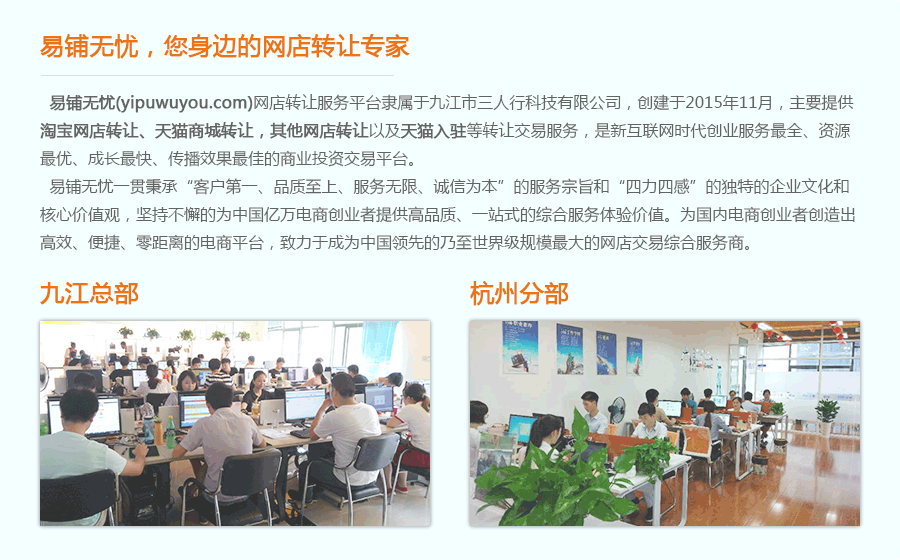 易铺无忧，您身边的网店转让专家
易铺无忧(yipuwuyou.com)网店转让服务平台隶属于九江市三人行科技有限公司，创建于2015年11月，主要提供
淘宝网店转让、天猫商城转让，其他网店转让以及天猫入驻等转让交易服务，是新互联网时代创业服务最全、资源
最优、成长最快、传播效果最佳的商业投资交易平台。
易铺无忧一贯秉承“客户第一、品质至上、服务无限、诚信为本”的服务宗旨和“四力四感”的独特的企业文化和
核心价值观，坚持不懈的为中国亿万电商创业者提供高品质、一站式的综合服务体验价值。为国内电商创业者创造出
高效、便捷、零距离的电商平台，致力于成为中国领先的乃至世界级规模最大的网店交易综合服务商。
九江总部
杭州分部